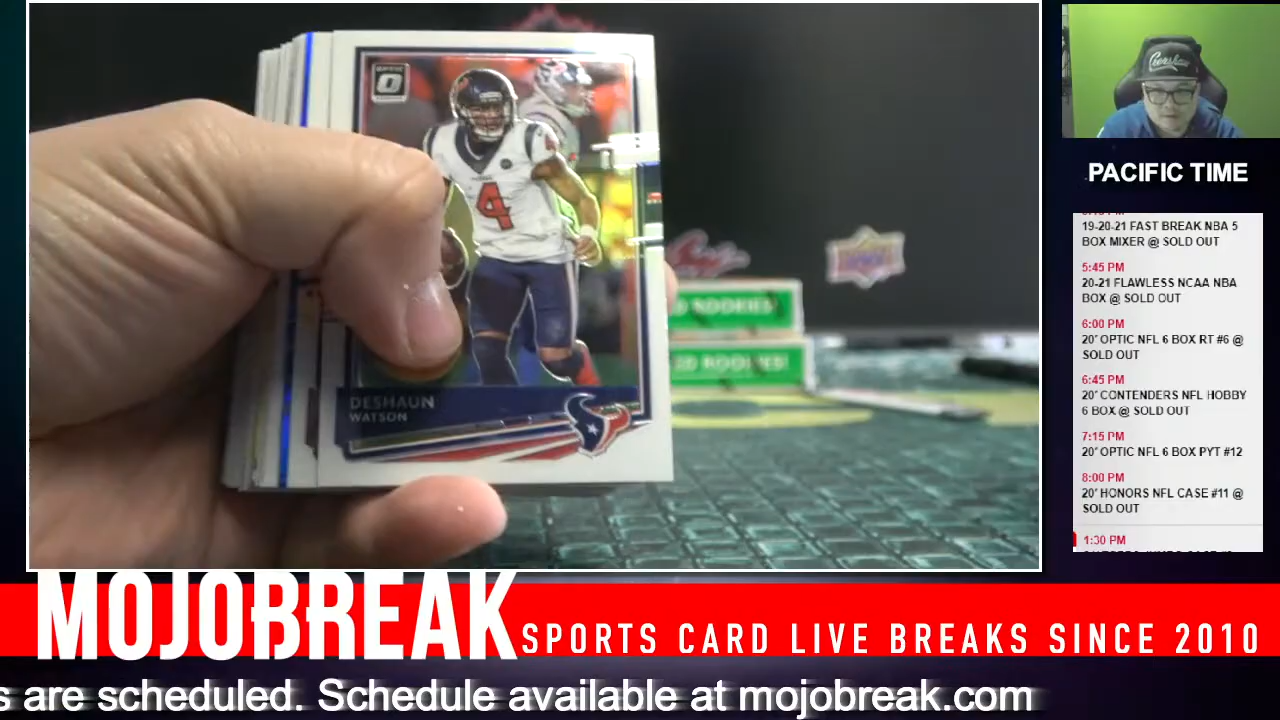 OPTIC
4
DESHAUN
WATSON
ROOKIES!
ROOKIES!
PACIFIC TIME
19-20-21 FAST BREAK NBA 5
BOX MIXER @ SOLD OUT
5:45 PM
20-21 FLAWLESS NCAA NBA
BOX @ SOLD OUT
6:00 PM
20' OPTIC NFL 6 BOX RT #6 @
SOLD OUT
6:45 PM
20' CONTENDERS NFL HOBBY
6 BOX @ SOLD OUT
7:15 PM
20' OPTIC NFL 6 BOX PYT #12
8:00 PM
20' HONORS NFL CASE #11 @
SOLD OUT
1:30 PM
MOJOBREAK
SPORTS CARD LIVE BREAKS SINCE 2010
s are scheduled. Schedule available at mojobreak.com